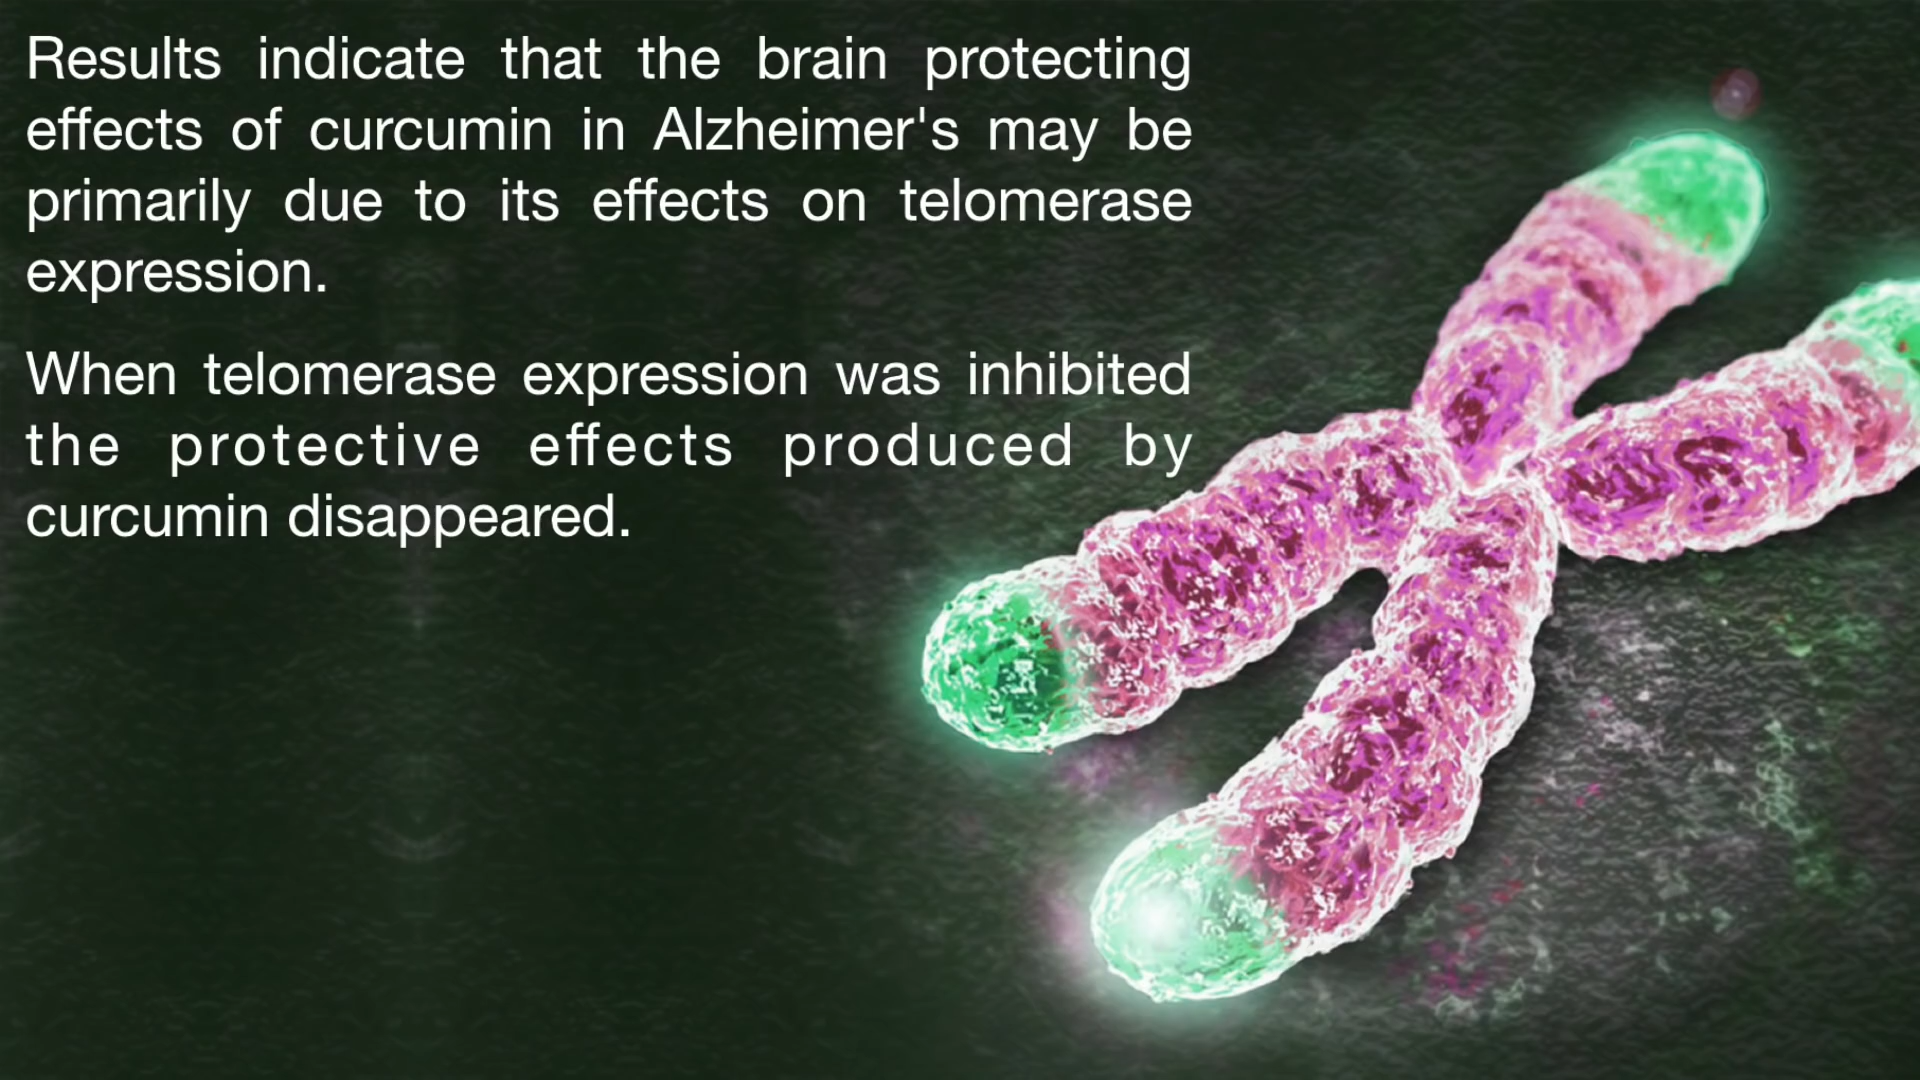 Results indicate that the brain protecting
effects of curcumin in Alzheimer's may be
primarily due to its effects on telomerase
expression.
When telomerase expression was inhibited
the protective effects produced by
curcumin disappeared.